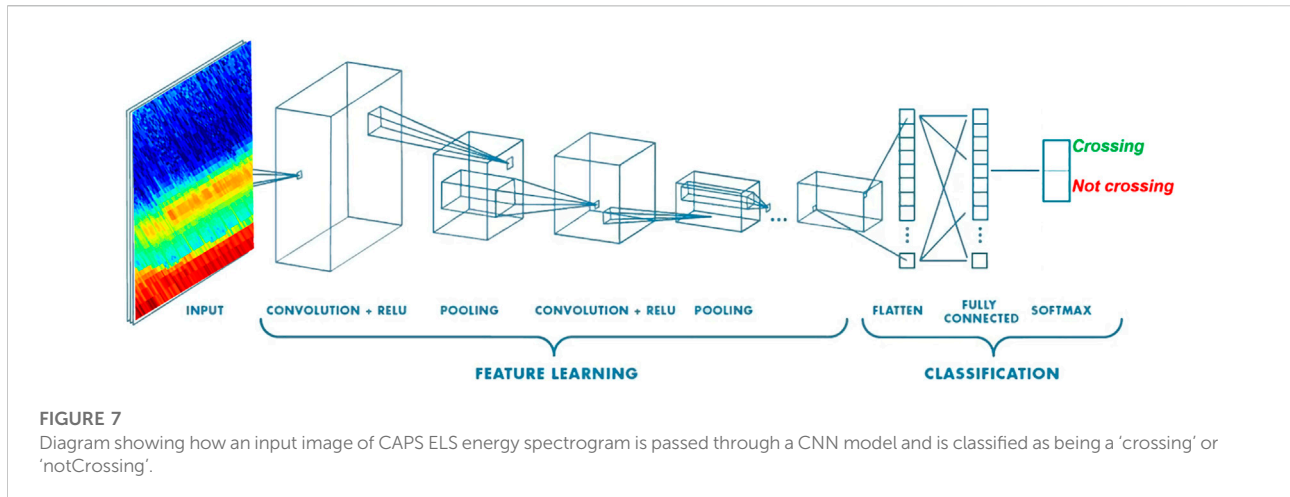 Crossing
Not crossing
...
INPUT CONVOLUTION + RELU POOLING CONVOLUTION + RELU POOLING FLATTEN FULLY CONNECTED SOFTMAX
FEATURE LEARNING CLASSIFICATION
FIGURE 7
Diagram showing how an input image of CAPS ELS energy spectrogram is passed through a CNN model and is classified as being a ‘crossing’ or
‘notCrossing’.